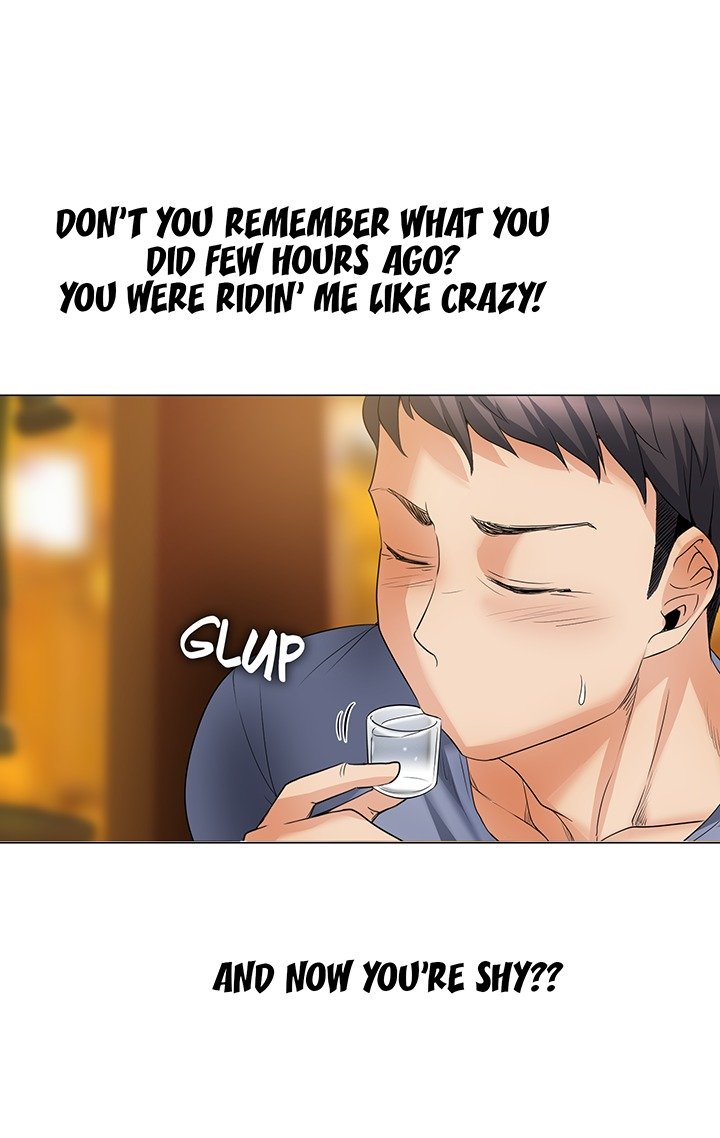 DON'T YOU REMEMBER WHAT YOU
DID FEW HOURS AGO?
YOU WERE RIDIN' ME LIKE CRAZY!
GLUP
AND NOW YOU'RE SHY??